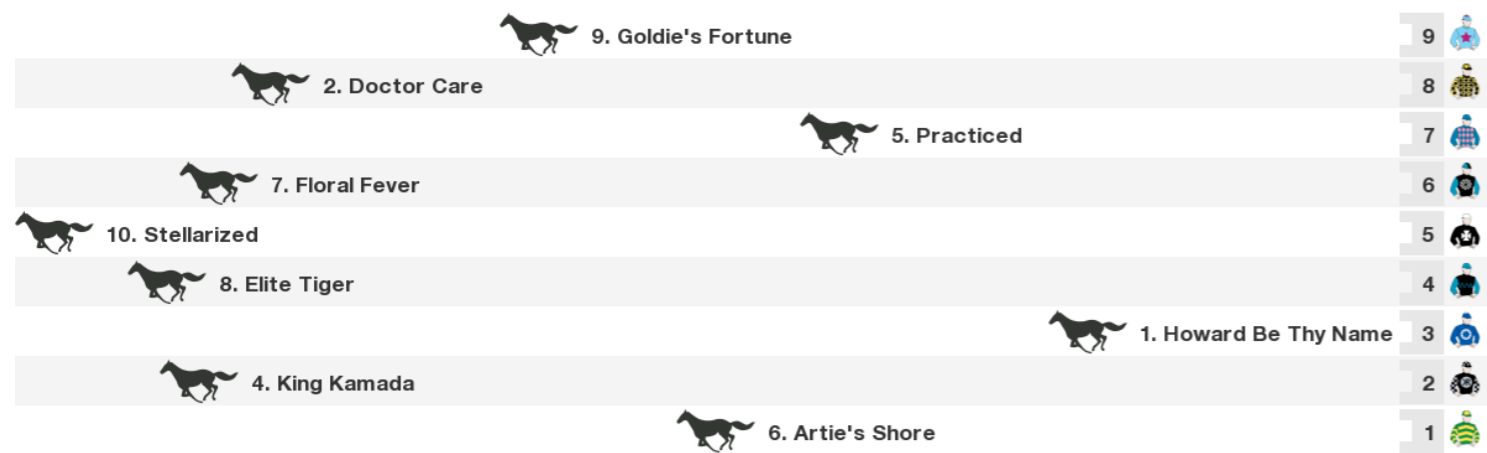 9. Goldie's Fortune 9
2. Doctor Care 8
5. Practiced 7
7. Floral Fever 6
10. Stellarized 5
8. Elite Tiger 4
1. Howard Be Thy Name 3
4. King Kamada 2
6. Artie's Shore 1